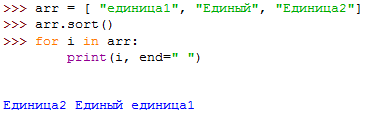 >>> arr = [ "единица1", "Единый", "Единица2"]
>>> arr.sort()
>>> for i in arr:
        print(i, end=" ")
Единица2 Единый единица1